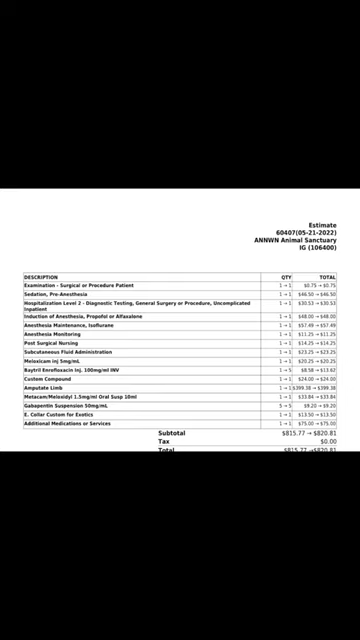 Estimate
60407(05-21-2022)
ANNWN Animal Sanctuary
IG (106400)
DESCRIPTION QTY TOTAL
Examination - Surgical or Procedure Patient 1 → 1 $0.75 → $0.75
Sedation, Pre-Anesthesia 1 → 1 $46.50 → $46.50
Hospitalization Level 2 - Diagnostic Testing, General Surgery or Procedure, Uncomplicated 1 → 1 $30.53 → $30.53
Inpatient
Induction of Anesthesia, Propofol or Alfaxalone 1 → 1 $48.00 → $48.00
Anesthesia Maintenance, Isoflurane 1 → 1 $57.49 → $57.49
Anesthesia Monitoring 1 → 1 $11.25 → $11.25
Post Surgical Nursing 1 → 1 $14.25 → $14.25
Subcutaneous Fluid Administration 1 → 1 $23.25 → $23.25
Meloxicam Inj 5mg/mL 1 → 1 $20.25 → $20.25
Baytril Enrofloxacin Inj. 100mg/ml INV 1 → 5 $8.58 → $13.62
Custom Compound 1 → 1 $24.00 → $24.00
Amputate Limb 1 → 1 $399.38 → $399.38
Metacam/Meloxidyl 1.5mg/ml Oral Susp 10ml 1 → 1 $33.84 → $33.84
Gabapentin Suspension 50mg/mL 5 → 5 $9.20 → $9.20
E. Collar Custom for Exotics 1 → 1 $13.50 → $13.50
Additional Medications or Services 1 → 1 $75.00 → $75.00
Subtotal $815.77 → $820.81
Tax $0.00
Total $815.77 → $820.81